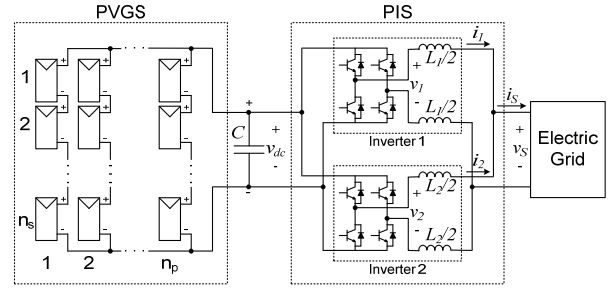 PVGS
PIS
1
2
n_s
1
2
n_p
+
-
+
-
+
-
+
-
+
-
+
-
+
-
+
-
+
-
C
+
-
+
v_dc
-
+
v_1
-
L_1/2
L_1/2
i_1
Inverter 1
+
v_2
-
L_2/2
L_2/2
i_2
Inverter 2
i_S
+
v_S
-
Electric
Grid